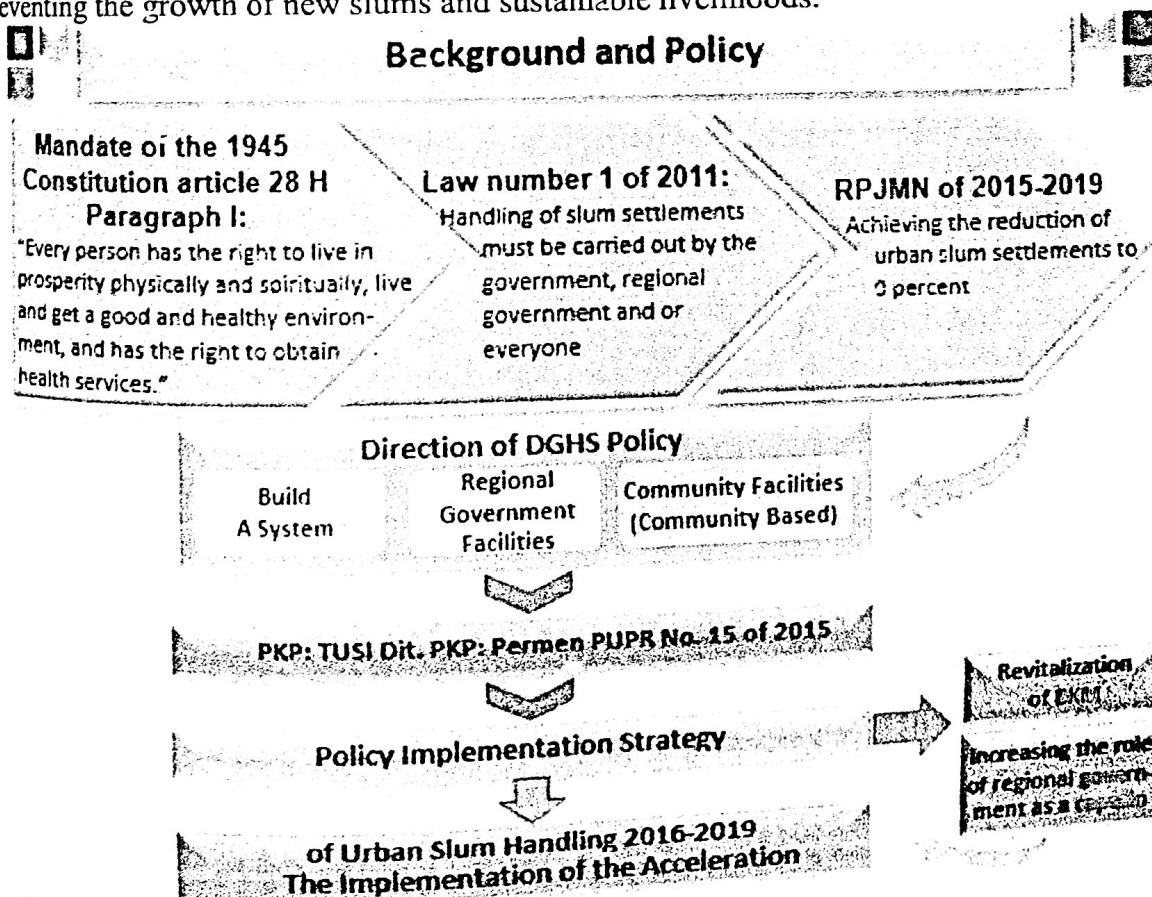 eventing the growth of new slums and sustainable livelihoods.
Background and Policy
Mandate of the 1945
Constitution article 28 H
Paragraph I:
"Every person has the right to live in
prosperity physically and spiritually, live
and get a good and healthy environ-
ment, and has the right to obtain
health services."
Law number 1 of 2011:
Handling of slum settlements
must be carried out by the
government, regional
government and or
everyone
RPJMN of 2015-2019
Achieving the reduction of
urban slum settlements to
0 percent
Direction of DGHS Policy
Build
A System
Regional
Government
Facilities
Community Facilities
(Community Based)
PKP: TUSI Dit. PKP: Permen PUPR No. 15 of 2015
Policy Implementation Strategy
Revitalization
of
Increasing the role
of regional govern-
ment as a
of Urban Slum Handling 2016-2019
The Implementation of the Acceleration